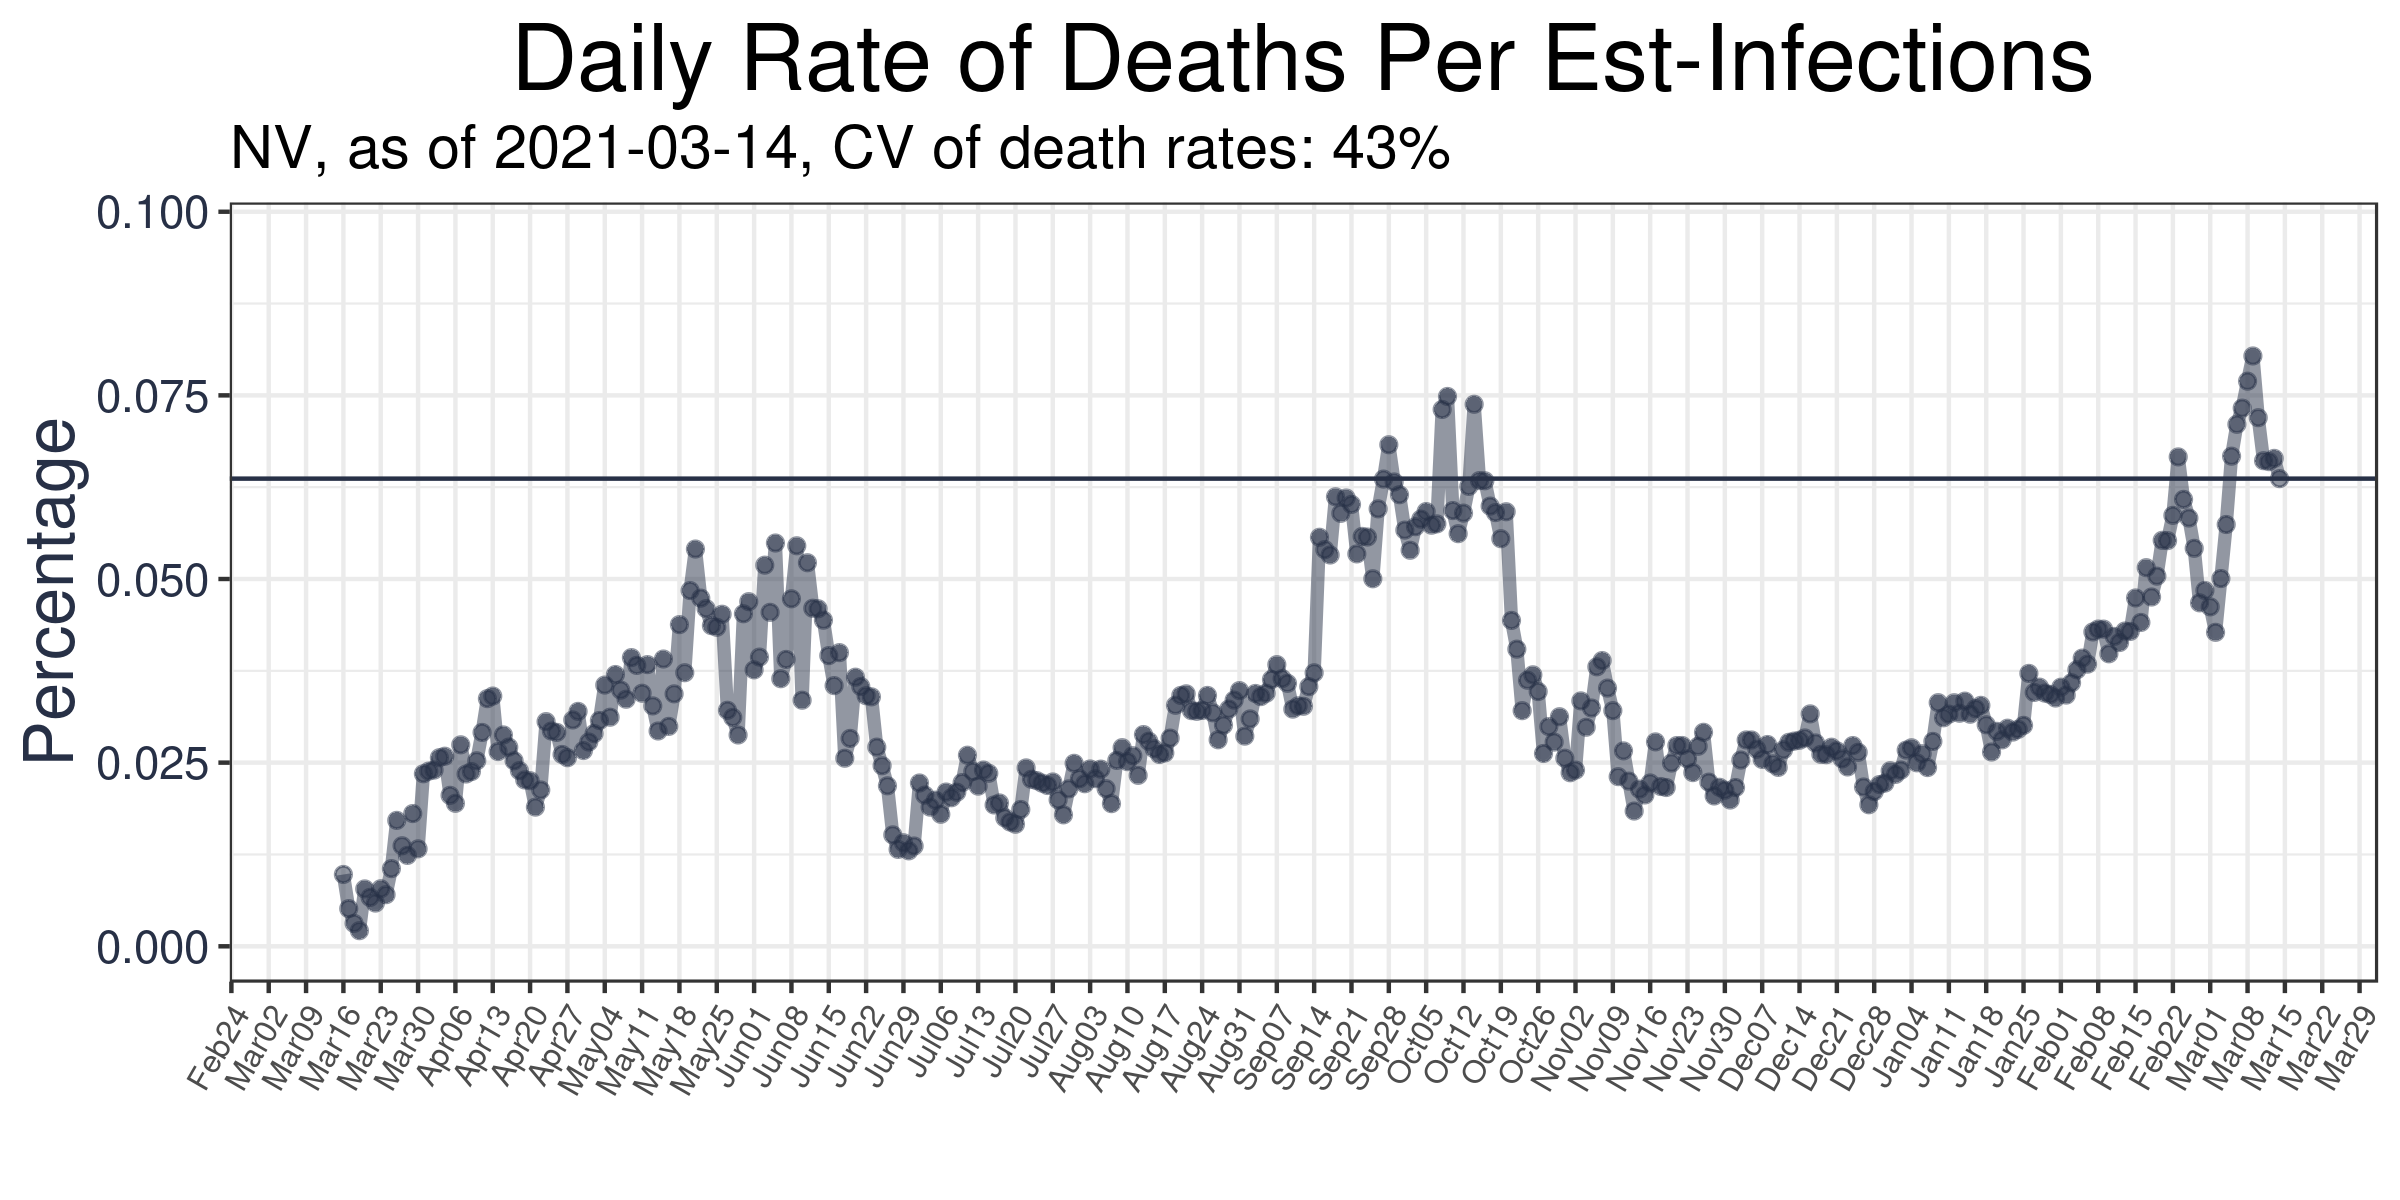 Daily Rate of Deaths Per Est-Infections
NV, as of 2021-03-14, CV of death rates: 43%
Percentage
0.100
0.075
0.050
0.025
0.000
Feb24
Mar02
Mar09
Mar16
Mar23
Mar30
Apr06
Apr13
Apr20
Apr27
May04
May11
May18
May25
Jun01
Jun08
Jun15
Jun22
Jun29
Jul06
Jul13
Jul20
Jul27
Aug03
Aug10
Aug17
Aug24
Aug31
Sep07
Sep14
Sep21
Sep28
Oct05
Oct12
Oct19
Oct26
Nov02
Nov09
Nov16
Nov23
Nov30
Dec07
Dec14
Dec21
Dec28
Jan04
Jan11
Jan18
Jan25
Feb01
Feb08
Feb15
Feb22
Mar01
Mar08
Mar15
Mar22
Mar29